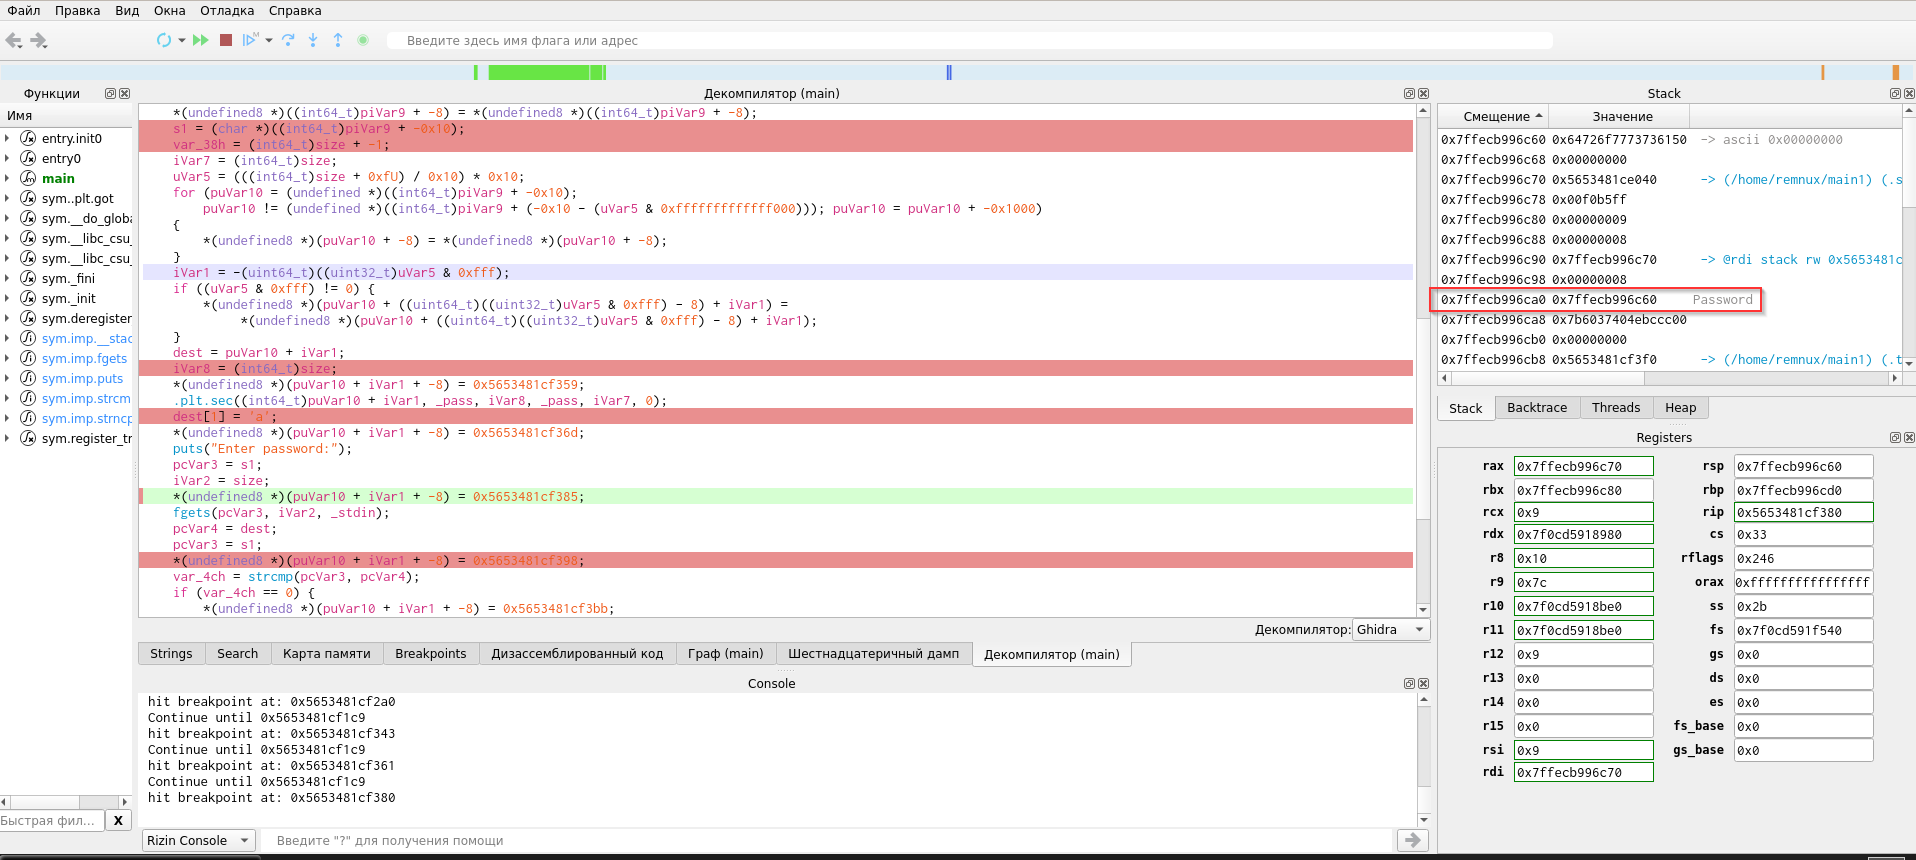 Файл Правка Вид Окна Отладка Справка
Введите здесь имя флага или адрес
Функции
Имя
entry.init0
entry0
main
sym..plt.got
sym.__do_globa
sym.__libc_csu_
sym.__libc_csu_
sym._fini
sym._init
sym.deregister
sym.imp.__stac
sym.imp.fgets
sym.imp.puts
sym.imp.strcm
sym.imp.strncp
sym.register_tr
Быстрая фил... X
Декомпилятор (main)
*(undefined8 *)((int64_t)piVar9 + -8) = *(undefined8 *)((int64_t)piVar9 + -8);
s1 = (char *)((int64_t)piVar9 + -0x10);
var_38h = (int64_t)size + -1;
iVar7 = (int64_t)size;
uVar5 = (((int64_t)size + 0xfU) / 0x10) * 0x10;
for (puVar10 = (undefined *)((int64_t)piVar9 + -0x10);
puVar10 != (undefined *)((int64_t)piVar9 + (-0x10 - (uVar5 & 0xfffffffffffff000))); puVar10 = puVar10 + -0x1000)
{
*(undefined8 *)(puVar10 + -8) = *(undefined8 *)(puVar10 + -8);
}
iVar1 = -(uint64_t)((uint32_t)uVar5 & 0xfff);
if ((uVar5 & 0xfff) != 0) {
*(undefined8 *)(puVar10 + ((uint64_t)((uint32_t)uVar5 & 0xfff) - 8) + iVar1) =
*(undefined8 *)(puVar10 + ((uint64_t)((uint32_t)uVar5 & 0xfff) - 8) + iVar1);
}
dest = puVar10 + iVar1;
iVar8 = (int64_t)size;
*(undefined8 *)(puVar10 + iVar1 + -8) = 0x5653481cf359;
.plt.sec((int64_t)puVar10 + iVar1, _pass, iVar8, _pass, iVar7, 0);
dest[1] = 'a';
*(undefined8 *)(puVar10 + iVar1 + -8) = 0x5653481cf36d;
puts("Enter password:");
pcVar3 = s1;
iVar2 = size;
*(undefined8 *)(puVar10 + iVar1 + -8) = 0x5653481cf385;
fgets(pcVar3, iVar2, _stdin);
pcVar4 = dest;
pcVar3 = s1;
*(undefined8 *)(puVar10 + iVar1 + -8) = 0x5653481cf398;
var_4ch = strcmp(pcVar3, pcVar4);
if (var_4ch == 0) {
*(undefined8 *)(puVar10 + iVar1 + -8) = 0x5653481cf3bb;
Декомпилятор: Ghidra
Strings Search Карта памяти Breakpoints Дизассемблированный код Граф (main) Шестнадцатеричный дамп Декомпилятор (main)
Console
hit breakpoint at: 0x5653481cf2a0
Continue until 0x5653481cf1c9
hit breakpoint at: 0x5653481cf343
Continue until 0x5653481cf1c9
hit breakpoint at: 0x5653481cf361
Continue until 0x5653481cf1c9
hit breakpoint at: 0x5653481cf380
Rizin Console Введите "?" для получения помощи
Stack
Смещение Значение
0x7ffecb996c60 0x64726f7773736150 -> ascii 0x00000000
0x7ffecb996c68 0x00000000
0x7ffecb996c70 0x5653481ce040 -> (/home/remnux/main1) (.s
0x7ffecb996c78 0x00f0b5ff
0x7ffecb996c80 0x00000009
0x7ffecb996c88 0x00000008
0x7ffecb996c90 0x7ffecb996c70 -> @rdi stack rw 0x5653481c
0x7ffecb996c98 0x00000008
0x7ffecb996ca0 0x7ffecb996c60 Password
0x7ffecb996ca8 0x7b6037404ebccc00
0x7ffecb996cb0 0x00000000
0x7ffecb996cb8 0x5653481cf3f0 -> (/home/remnux/main1) (.t
Stack Backtrace Threads Heap
Registers
rax 0x7ffecb996c70 rsp 0x7ffecb996c60
rbx 0x7ffecb996c80 rbp 0x7ffecb996cd0
rcx 0x9 rip 0x5653481cf380
rdx 0x7f0cd5918980 cs 0x33
r8 0x10 rflags 0x246
r9 0x7c orax 0xffffffffffffffff
r10 0x7f0cd5918be0 ss 0x2b
r11 0x7f0cd5918be0 fs 0x7f0cd591f540
r12 0x9 gs 0x0
r13 0x0 ds 0x0
r14 0x0 es 0x0
r15 0x0 fs_base 0x0
rsi 0x9 gs_base 0x0
rdi 0x7ffecb996c70